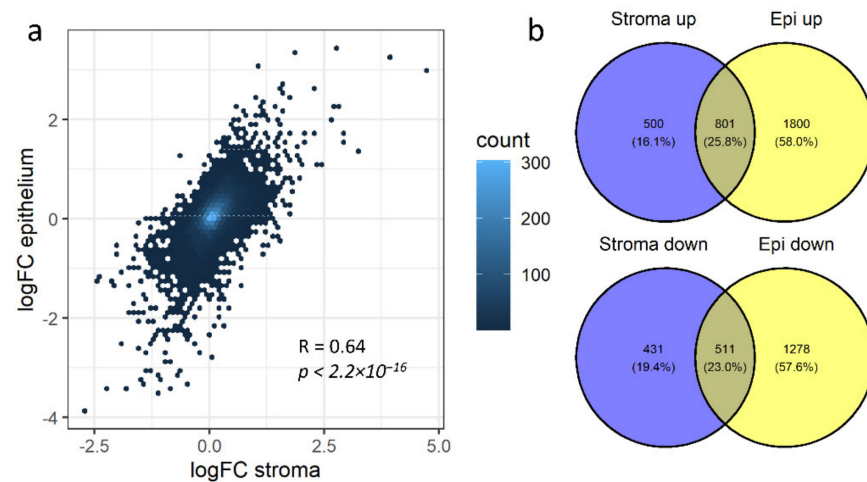 a
logFC epithelium
2
0
-2
-4
-2.5
0.0
2.5
5.0
logFC stroma
R = 0.64
p < 2.2×10⁻¹⁶
count
300
200
100
b
Stroma up
Epi up
500
(16.1%)
801
(25.8%)
1800
(58.0%)
Stroma down
Epi down
431
(19.4%)
511
(23.0%)
1278
(57.6%)